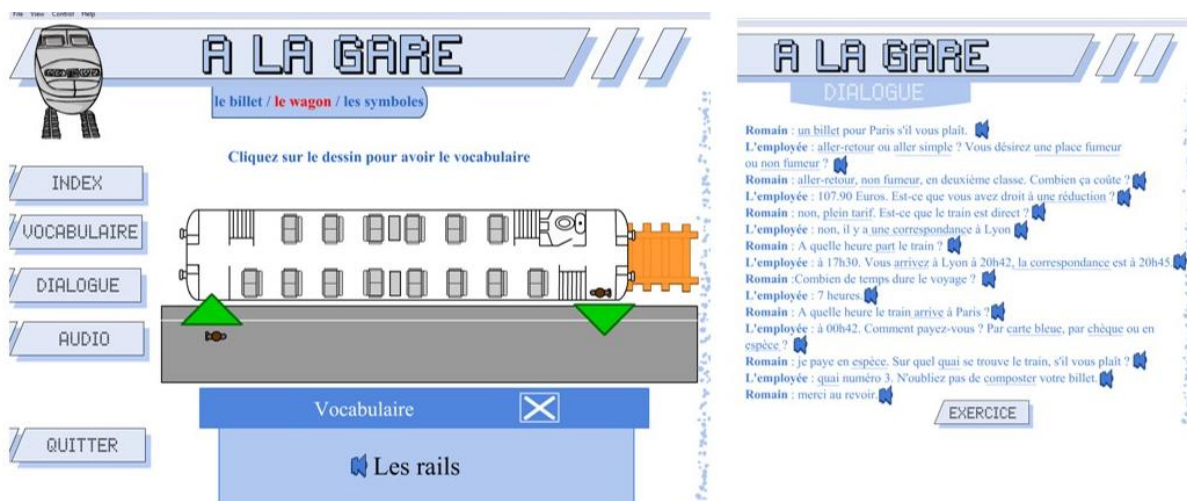 File View Control Help
A LA GARE
le billet / le wagon / les symboles
Cliquez sur le dessin pour avoir le vocabulaire
INDEX
VOCABULAIRE
DIALOGUE
AUDIO
QUITTER
Vocabulaire
Les rails
A LA GARE
DIALOGUE
Romain : un billet pour Paris s'il vous plaît.
L'employée : aller-retour ou aller simple ? Vous désirez une place fumeur
ou non fumeur ?
Romain : aller-retour, non fumeur, en deuxième classe. Combien ça coûte ?
L'employée : 107.90 Euros. Est-ce que vous avez droit à une réduction ?
Romain : non, plein tarif. Est-ce que le train est direct ?
L'employée : non, il y a une correspondance à Lyon
Romain : A quelle heure part le train ?
L'employée : à 17h30. Vous arrivez à Lyon à 20h42, la correspondance est à 20h45.
Romain :Combien de temps dure le voyage ?
L'employée : 7 heures.
Romain : A quelle heure le train arrive à Paris ?
L'employée : à 00h42. Comment payez-vous ? Par carte bleue, par chèque ou en
espèce ?
Romain : je paye en espèce. Sur quel quai se trouve le train, s'il vous plaît ?
L'employée : quai numéro 3. N'oubliez pas de composter votre billet.
Romain : merci au revoir.
EXERCICE